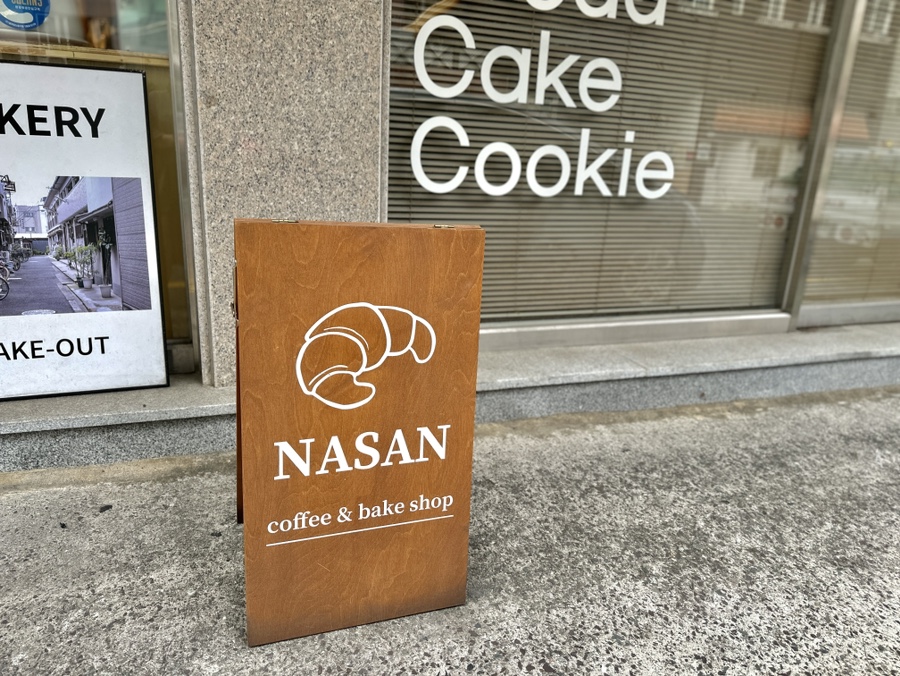 KERY
AKE-OUT
Cake
Cookie
NASAN
coffee & bake shop